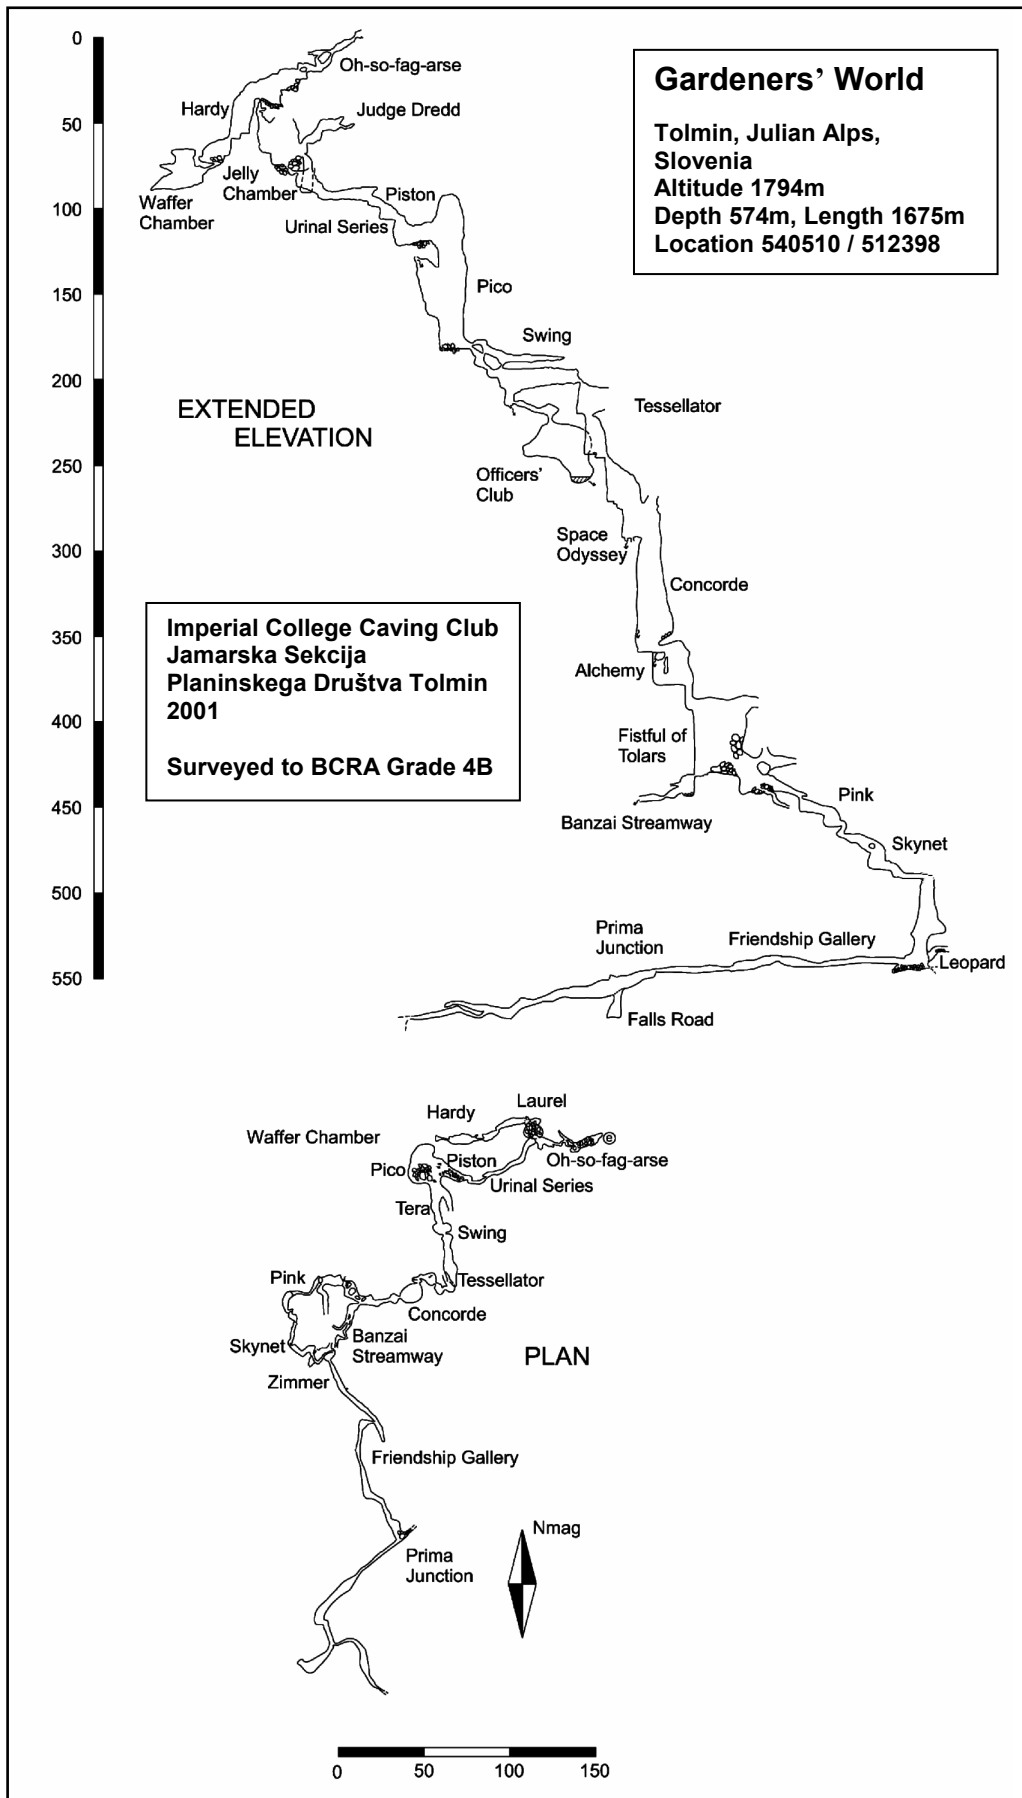 0
50
100
150
200
250
300
350
400
450
500
550
Gardeners’ World
Tolmin, Julian Alps,
Slovenia
Altitude 1794m
Depth 574m, Length 1675m
Location 540510 / 512398
Oh-so-fag-arse
Hardy
Judge Dredd
Jelly
Chamber
Waffer
Chamber
Piston
Urinal Series
Pico
Swing
Tessellator
EXTENDED
ELEVATION
Officers’
Club
Space
Odyssey
Concorde
Imperial College Caving Club
Jamarska Sekcija
Planinskega Društva Tolmin
2001
Surveyed to BCRA Grade 4B
Alchemy
Fistful of
Tolars
Pink
Banzai Streamway
Skynet
Prima
Junction
Friendship Gallery
Leopard
Falls Road
Laurel
Hardy
Waffer Chamber
e
Piston
Oh-so-fag-arse
Pico
Urinal Series
Tera
Swing
Pink
Tessellator
Concorde
Skynet
Banzai
Streamway
PLAN
Zimmer
Friendship Gallery
Nmag
Prima
Junction
0
50
100
150